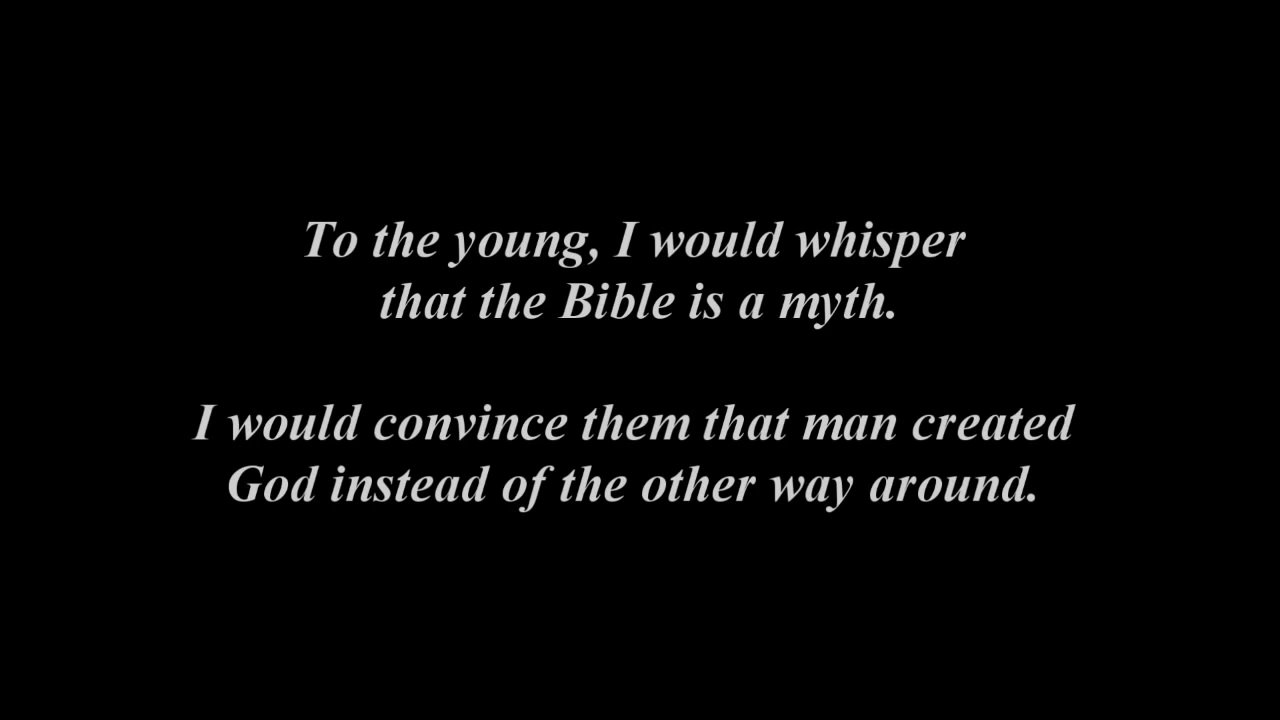 To the young, I would whisper
that the Bible is a myth.
I would convince them that man created
God instead of the other way around.